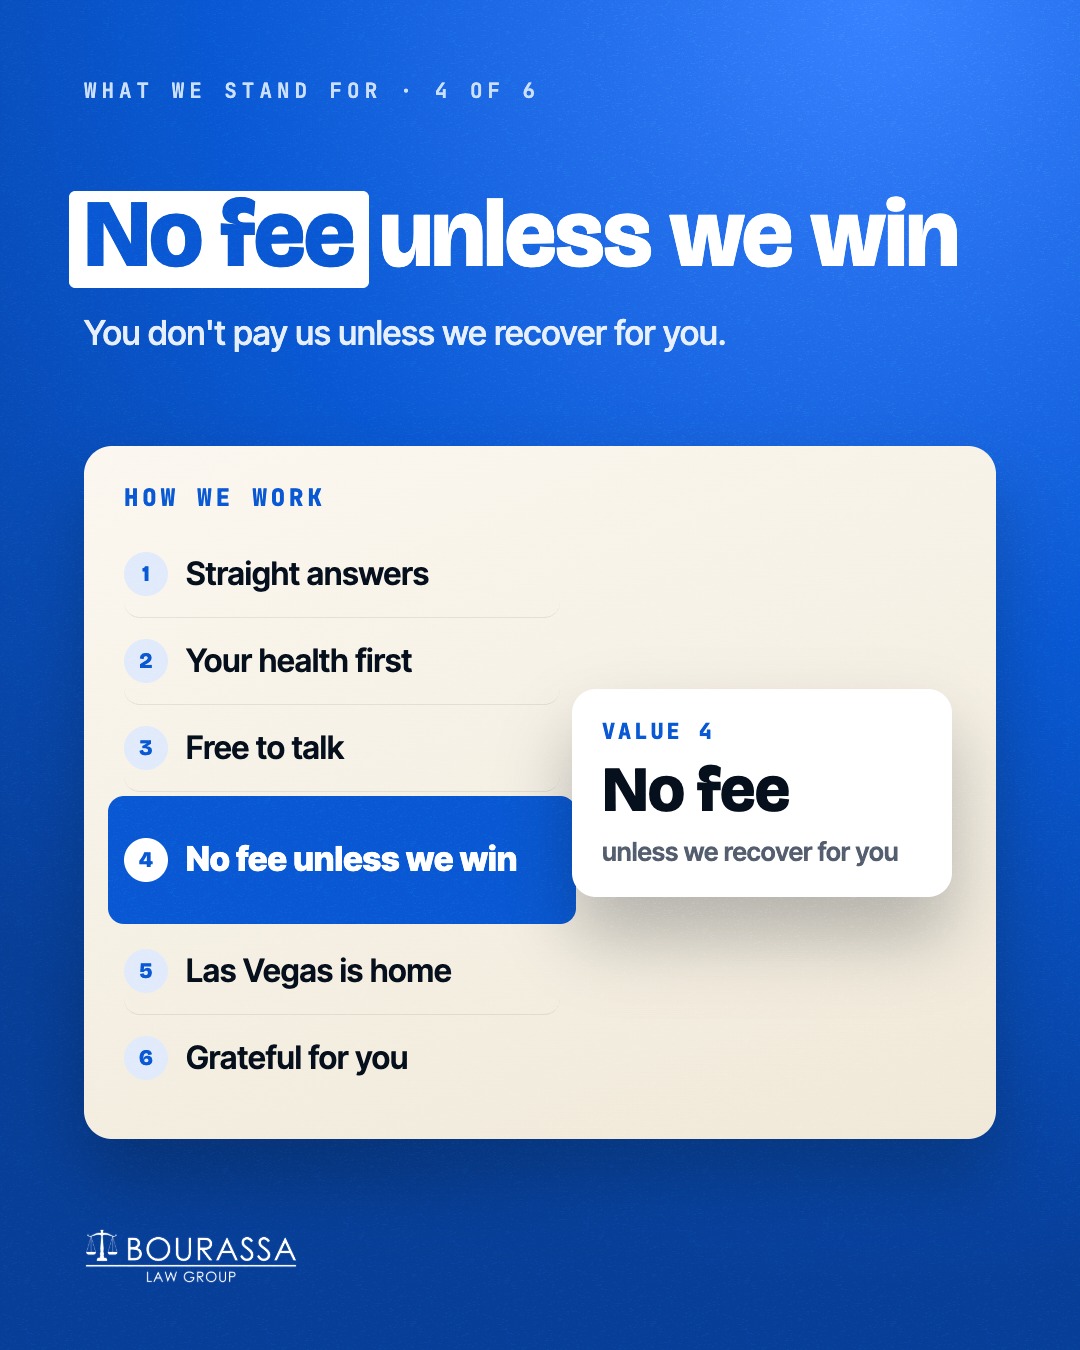 WHAT WE STAND FOR · 4 OF 6
No fee unless we win
You don't pay us unless we recover for you.
HOW WE WORK
1 Straight answers
2 Your health first
3 Free to talk
4 No fee unless we win
VALUE 4
No fee
unless we recover for you
5 Las Vegas is home
6 Grateful for you
BOURASSA
LAW GROUP